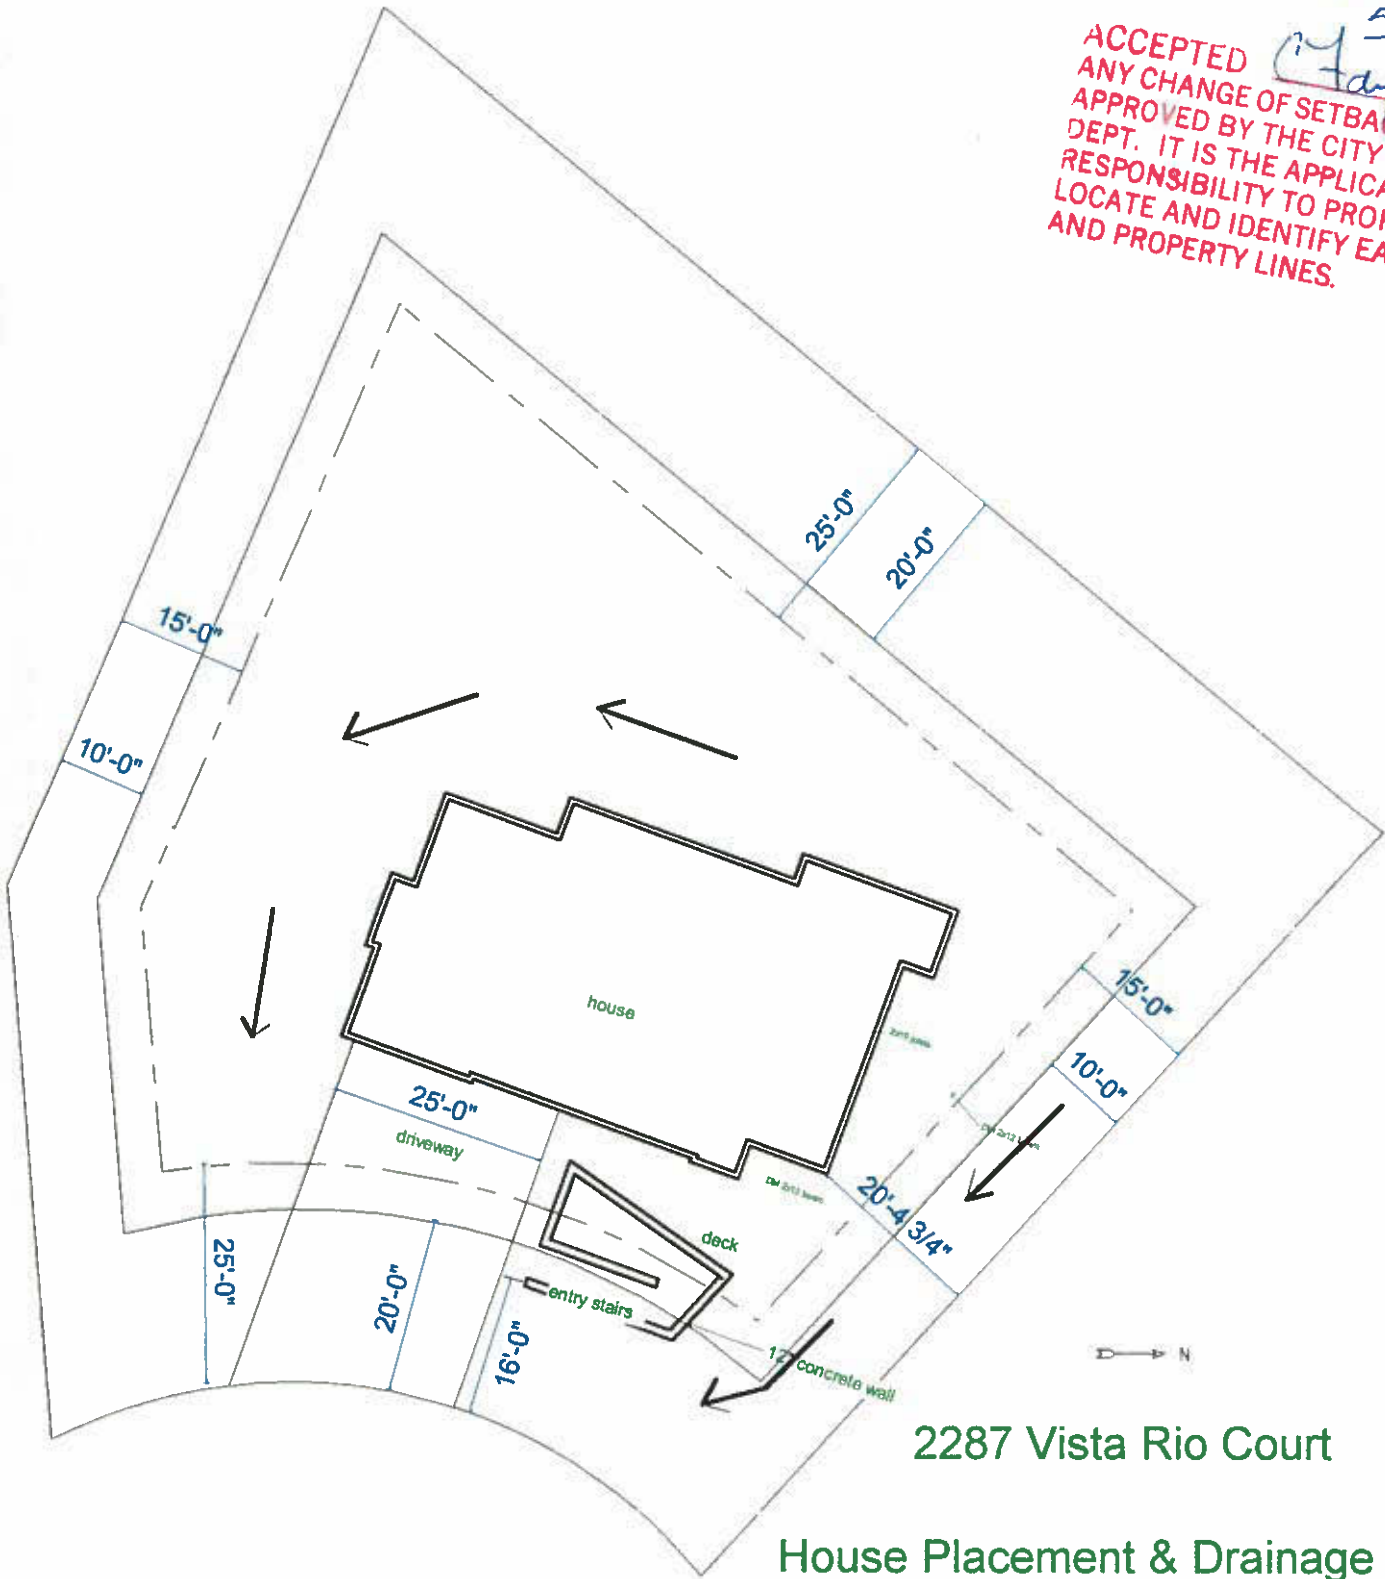 ACCEPTED
ANY CHANGE OF SETBA
APPROVED BY THE CITY
DEPT. IT IS THE APPLICA
RESPONSIBILITY TO PROP
LOCATE AND IDENTIFY EA
AND PROPERTY LINES.
25'-0"
20'-0"
15'-0"
10'-0"
house
15'-0"
10'-0"
25'-0"
driveway
20'-4 3/4"
deck
25'-0"
20'-0"
entry stairs
16'-0"
12" concrete wall
N
2287 Vista Rio Court
House Placement & Drainage